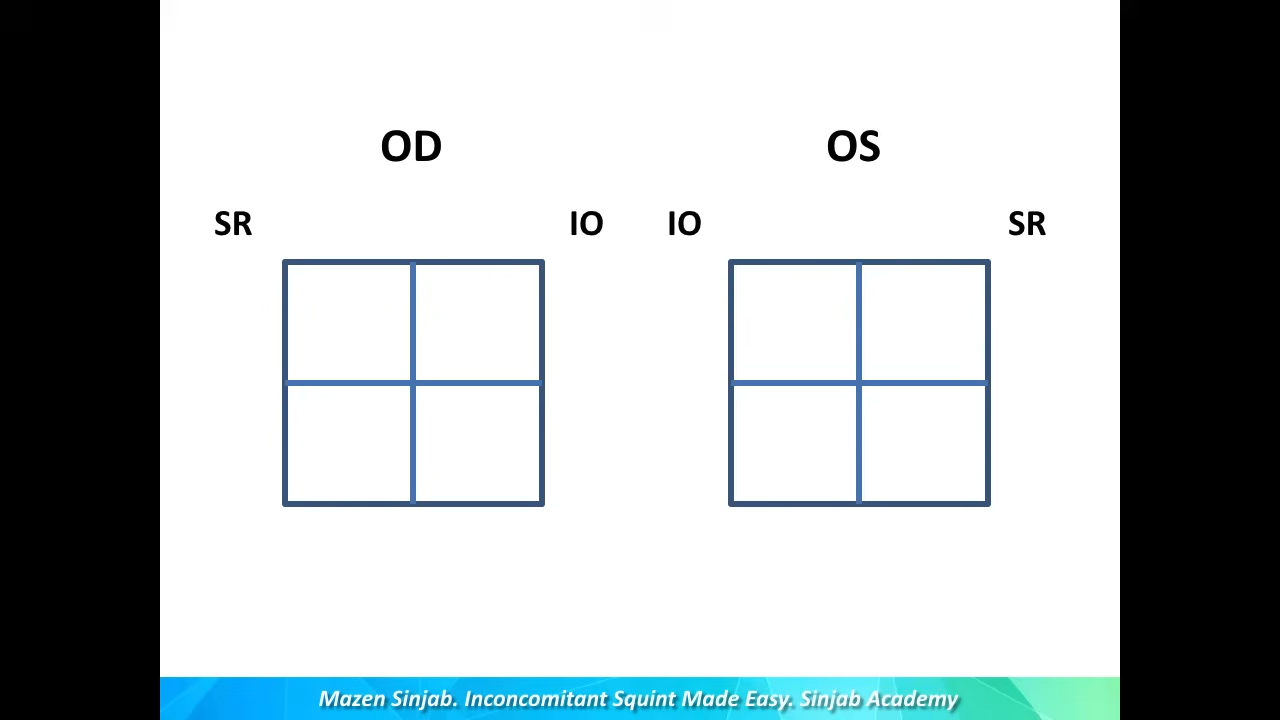 OD OS
SR IO IO SR
Mazen Sinjab. Inconcomitant Squint Made Easy. Sinjab Academy